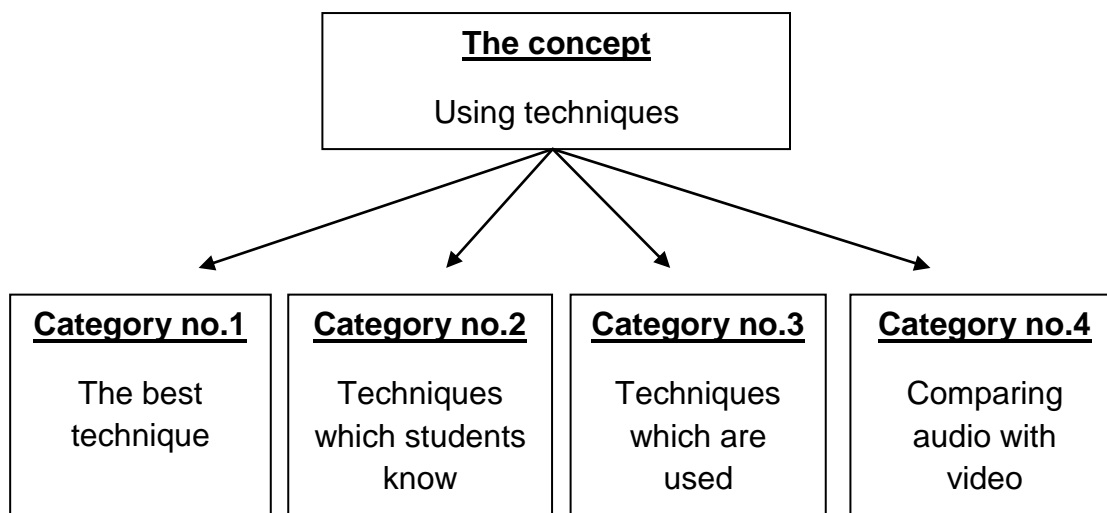 The concept
Using techniques
Category no.1
The best
technique
Category no.2
Techniques
which students
know
Category no.3
Techniques
which are
used
Category no.4
Comparing
audio with
video